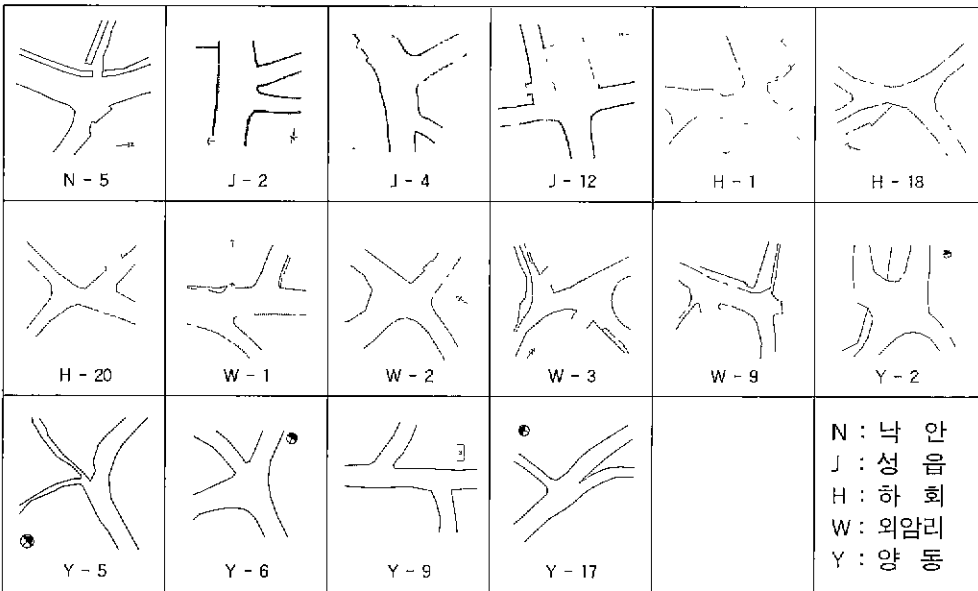 N - 5
J - 2
J - 4
J - 12
H - 1
H - 18
H - 20
W - 1
W - 2
W - 3
W - 9
Y - 2
Y - 5
Y - 6
Y - 9
Y - 17
N : 낙 안
J : 성 읍
H : 하 회
W : 외암리
Y : 양 동